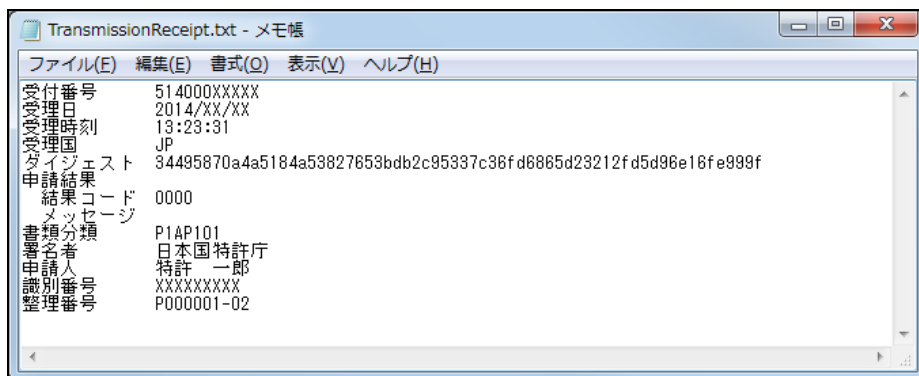 TransmissionReceipt.txt - メモ帳
ファイル(F) 編集(E) 書式(O) 表示(V) ヘルプ(H)
受付番号 514000XXXXX
受理日 2014/XX/XX
受理時刻 13:23:31
受理国 JP
ダイジェスト 34495870a4a5184a53827653bdb2c95337c36fd6865d23212fd5d96e16fe999f
申請結果
結果コード 0000
メッセージ
書類分類 P1AP101
署名者 日本国特許庁
申請人 特許 一郎
識別番号 XXXXXXXXX
整理番号 P000001-02